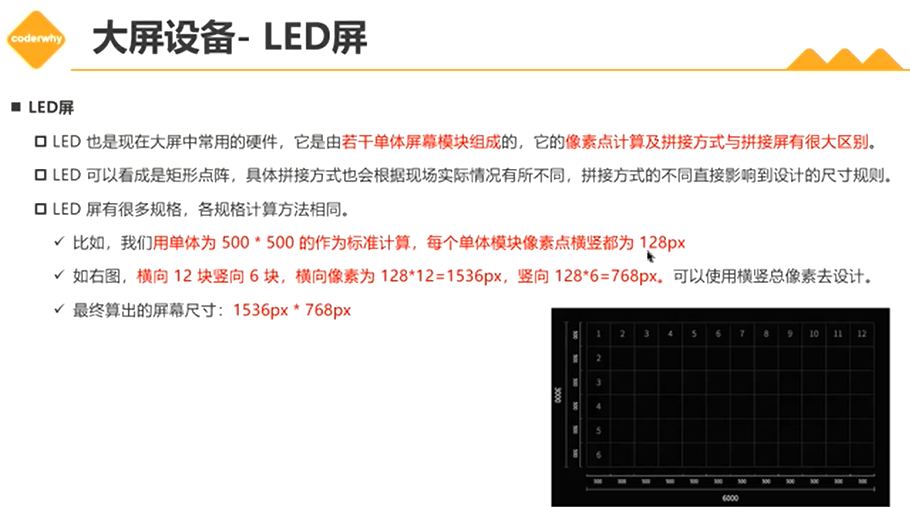 coderwhy
大屏设备- LED屏
LED屏
LED 也是现在大屏中常用的硬件，它是由若干单体屏幕模块组成的，它的像素点计算及拼接方式与拼接屏有很大区别。
LED 可以看成是矩形点阵，具体拼接方式也会根据现场实际情况有所不同，拼接方式的不同直接影响到设计的尺寸规则。
LED 屏有很多规格，各规格计算方法相同。
比如，我们用单体为 500 * 500 的作为标准计算，每个单体模块像素点横竖都为 128px
如右图，横向 12 块竖向 6 块，横向像素为 128*12=1536px，竖向 128*6=768px。可以使用横竖总像素去设计。
最终算出的屏幕尺寸：1536px * 768px
1 2 3 4 5 6 7 8 9 10 11 12
2
3
4
5
6
500 500 500 500 500 500
3000
500 500 500 500 500 500 500 500 500 500 500 500
6000